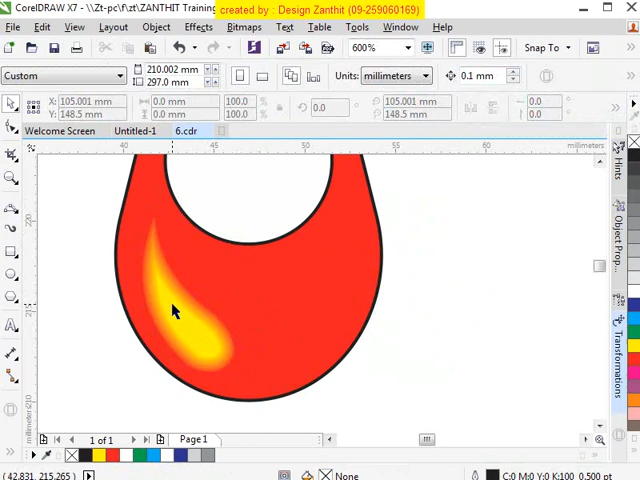 CorelDRAW X7 - \\Zt-pc\f\zt\ZANTHIT Training
created by : Design Zanthit (09-259060169)
File Edit View Layout Object Effects Bitmaps Text Table Tools Window Help
600% Snap To
Custom 210.002 mm 297.0 mm Units: millimeters 0.1 mm
X: 105.001 mm 0.0 mm 100.0 0.0 105.001 mm 0.0
Y: 148.5 mm 0.0 mm 100.0 148.5 mm 0.0
Welcome Screen Untitled-1 6.cdr
40 45 50 55 60 millimeters
Hints
Object Prop...
Transformations
220
215
210
millimeters
1 of 1 Page 1
(42.831, 215.265) None C:0 M:0 Y:0 K:100 0.500 pt